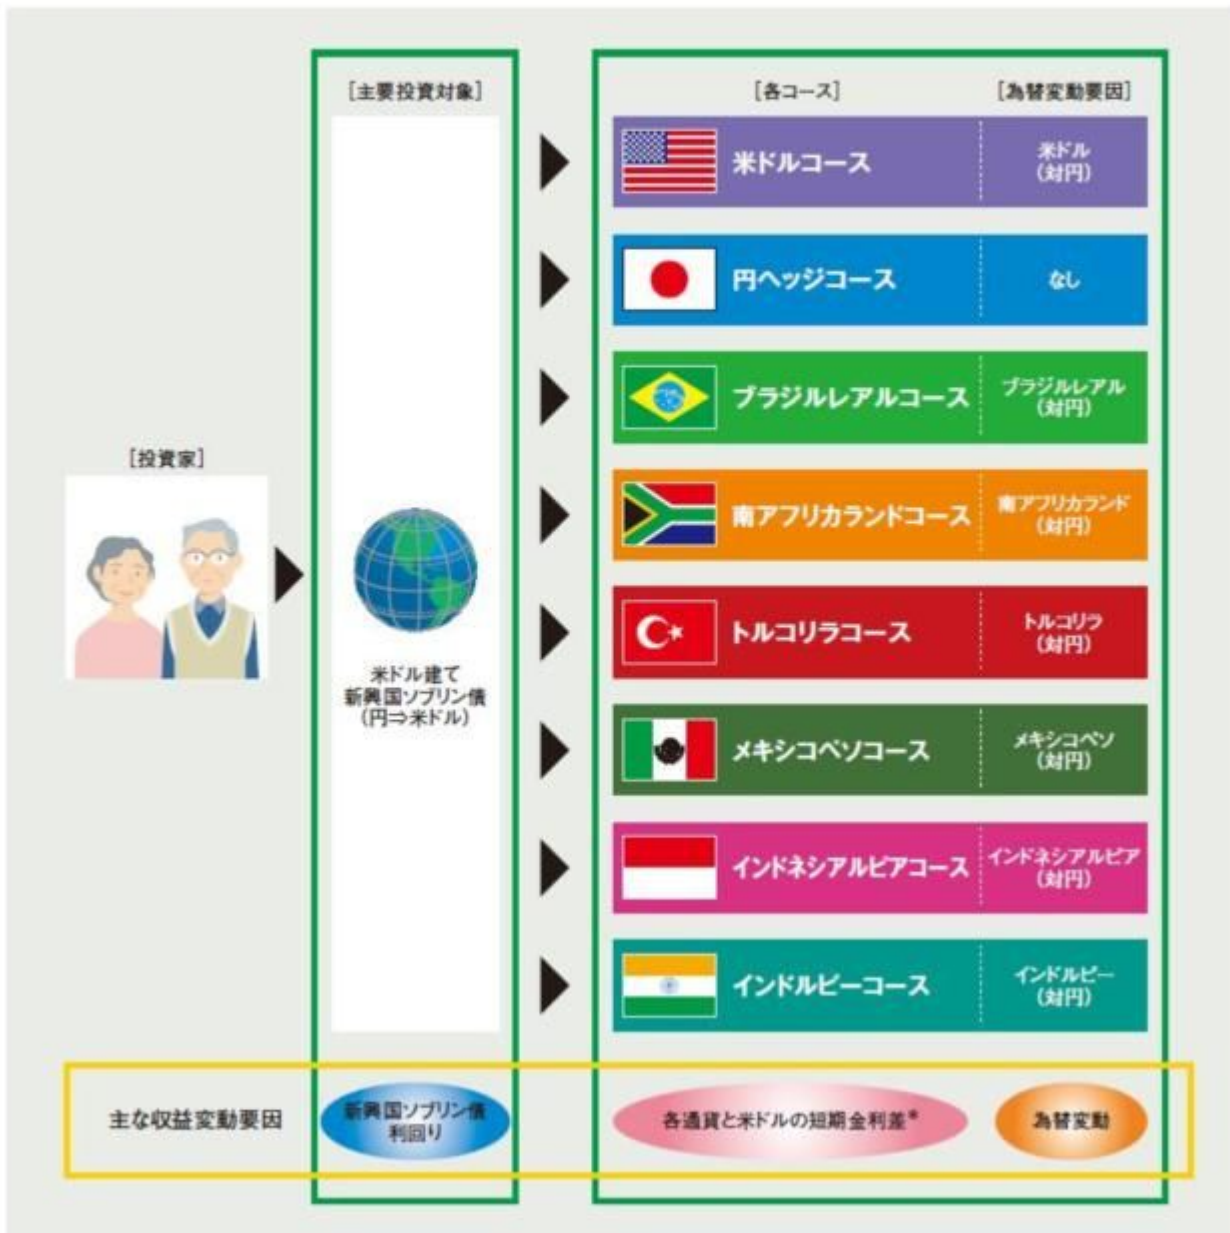 [主要投資対象]
[各コース]
[為替変動要因]
米ドルコース
米ドル
(対円)
円ヘッジコース
なし
ブラジルレアルコース
ブラジルレアル
(対円)
[投資家]
南アフリカランドコース
南アフリカランド
(対円)
トルコリラコース
トルコリラ
(対円)
米ドル建て
新興国ソブリン債
(円⇒米ドル)
メキシコペソコース
メキシコペソ
(対円)
インドネシアルピアコース
インドネシアルピア
(対円)
インドルピーコース
インドルピー
(対円)
主な収益変動要因
新興国ソブリン債
利回り
各通貨と米ドルの短期金利差*
為替変動